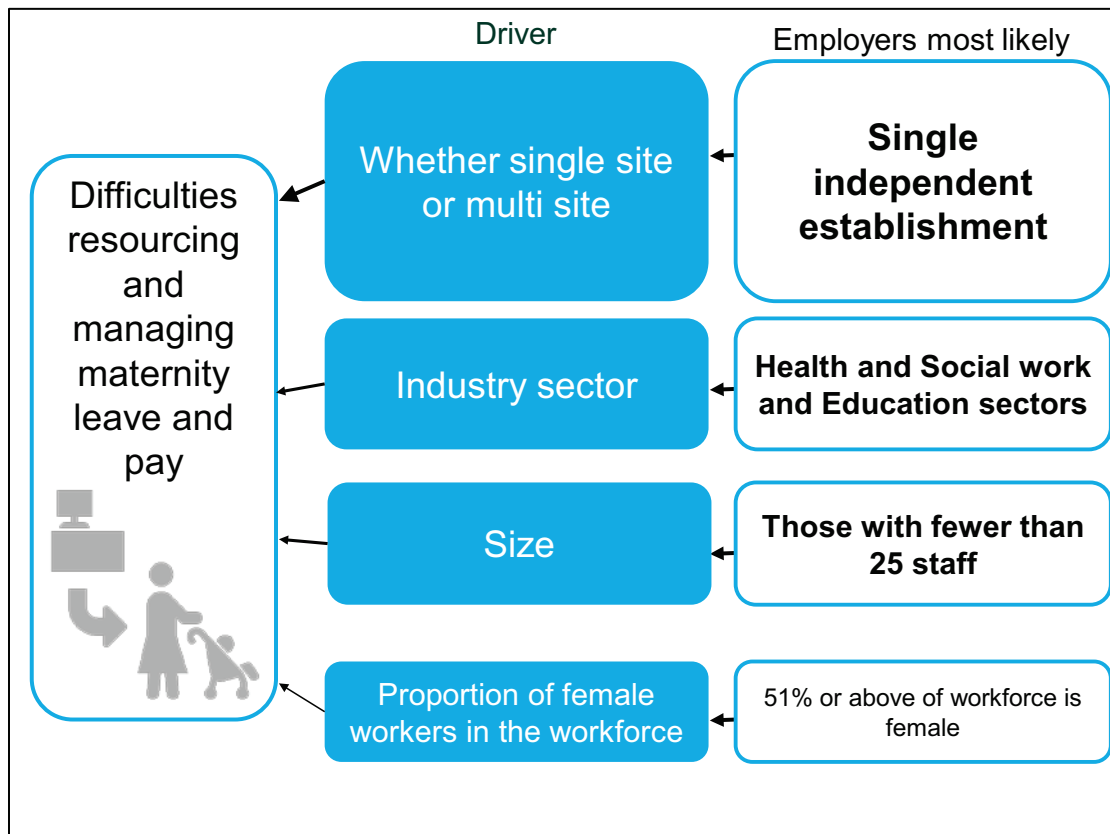 Driver
Employers most likely
Difficulties
resourcing
and
managing
maternity
leave and
pay
Whether single site
or multi site
Single
independent
establishment
Industry sector
Health and Social work
and Education sectors
Size
Those with fewer than
25 staff
Proportion of female
workers in the workforce
51% or above of workforce is
female